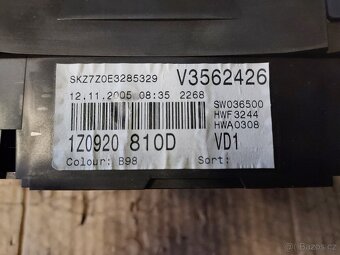 SKZ7Z0E3285329 V3562426
12.11.2005 08:35 2268
SW036500
HWF3244
HWA0308
1Z0920 810D VD1
Colour: B98 Sort:
bazos.cz